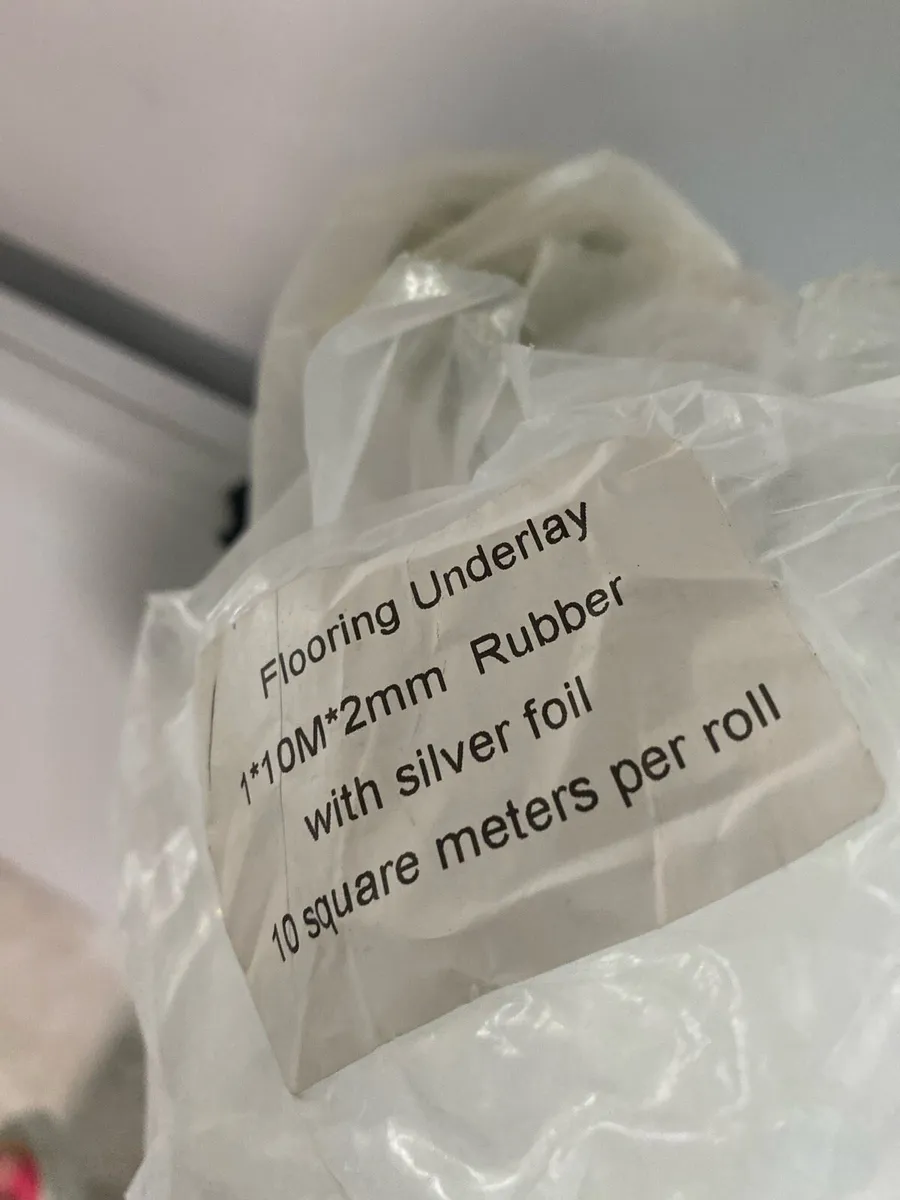 Flooring Underlay
1*10M*2mm Rubber
with silver foil
10 square meters per roll